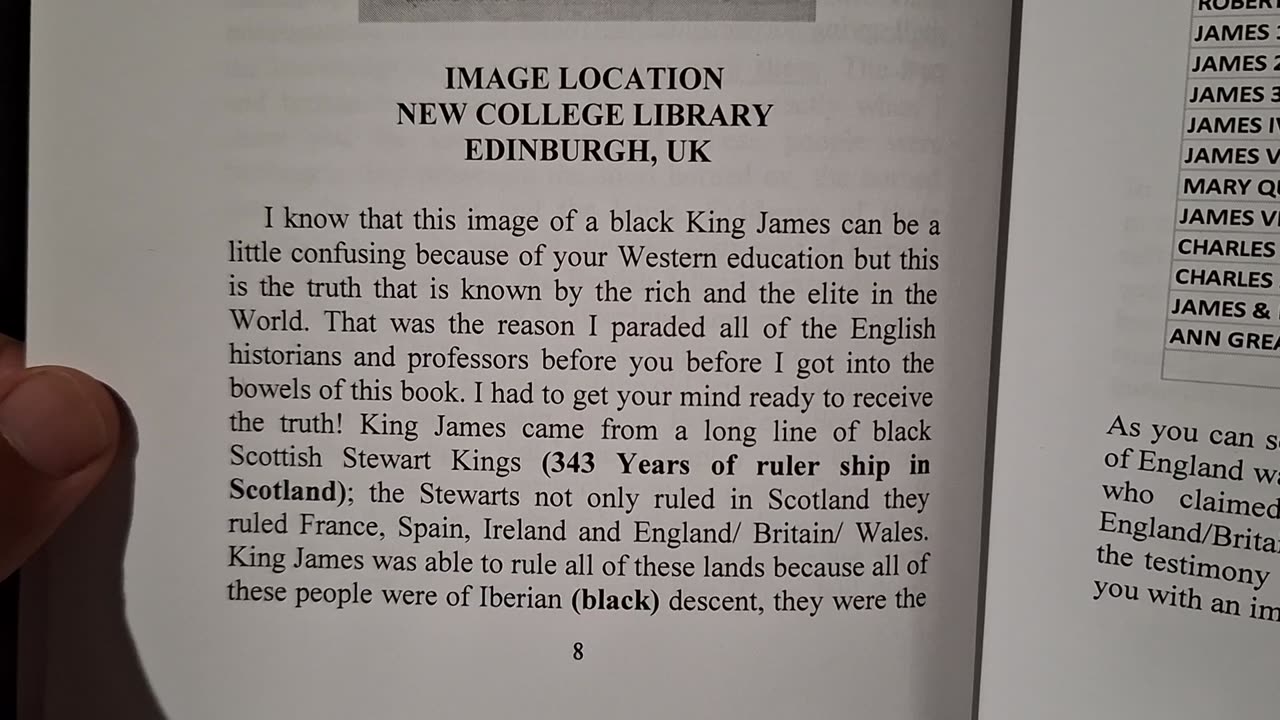 IMAGE LOCATION
NEW COLLEGE LIBRARY
EDINBURGH, UK
I know that this image of a black King James can be a
little confusing because of your Western education but this
is the truth that is known by the rich and the elite in the
World. That was the reason I paraded all of the English
historians and professors before you before I got into the
bowels of this book. I had to get your mind ready to receive
the truth! King James came from a long line of black
Scottish Stewart Kings (343 Years of ruler ship in
Scotland); the Stewarts not only ruled in Scotland they
ruled France, Spain, Ireland and England/ Britain/ Wales.
King James was able to rule all of these lands because all of
these people were of Iberian (black) descent, they were the
8
JAMES
JAMES 2
JAMES 3
JAMES
JAMES
MARY
JAMES
CHARLES
CHARLES
JAMES &
ANN
As you can
of England
who claimed
England/
the testimony
you with an